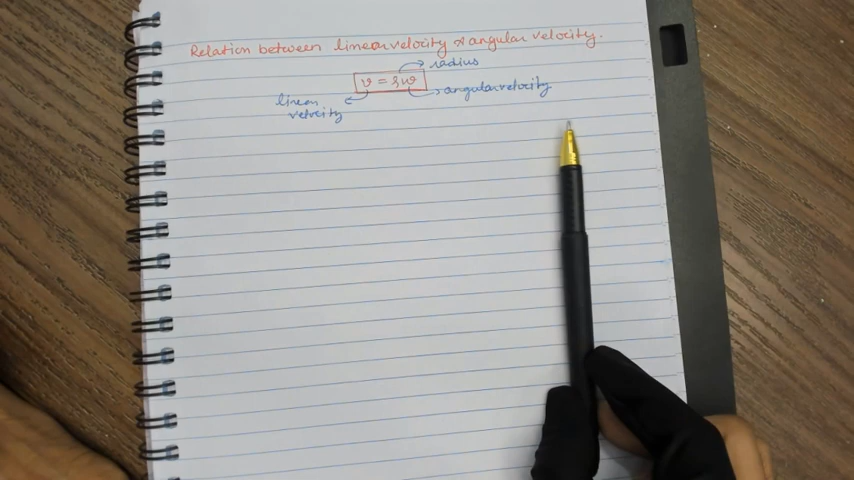 Relation between linear velocity & angular velocity.
radius
v = rω
angular velocity
linear
velocity